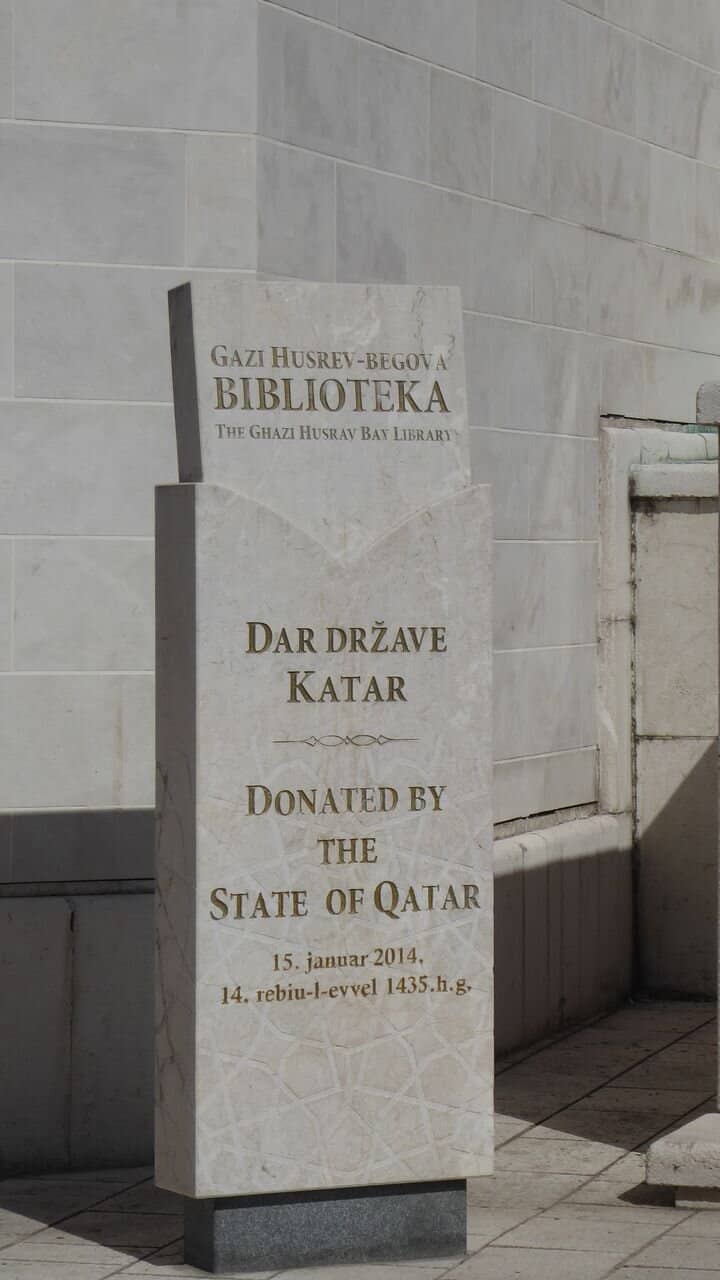 GAZI HUSREV-BEGOVA
BIBLIOTEKA
THE GHAZI HUSRAV BAY LIBRARY
DAR DRŽAVE
KATAR
DONATED BY
THE
STATE OF QATAR
15. januar 2014.
14. rebiu-l-evvel 1435.h.g.